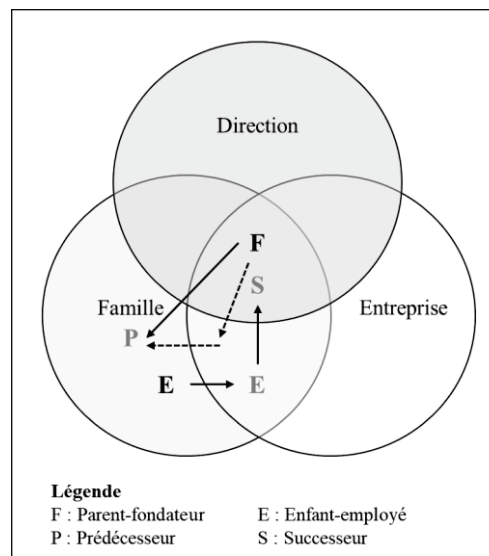 Direction
F
S
Famille
Entreprise
P
E
E
Légende
F : Parent-fondateur
E : Enfant-employé
P : Prédécesseur
S : Successeur